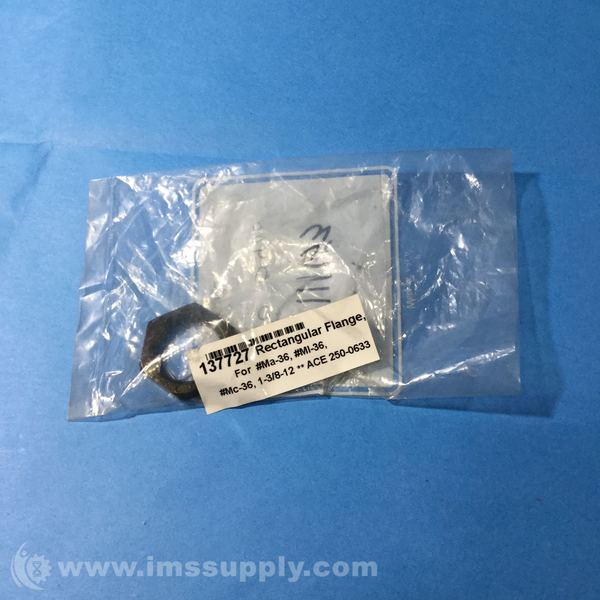 137727 Rectangular Flange,
For #Ma-36, #Ml-36,
#Mc-36, 1-3/8-12 ** ACE 250-0633
www.imssupply.com